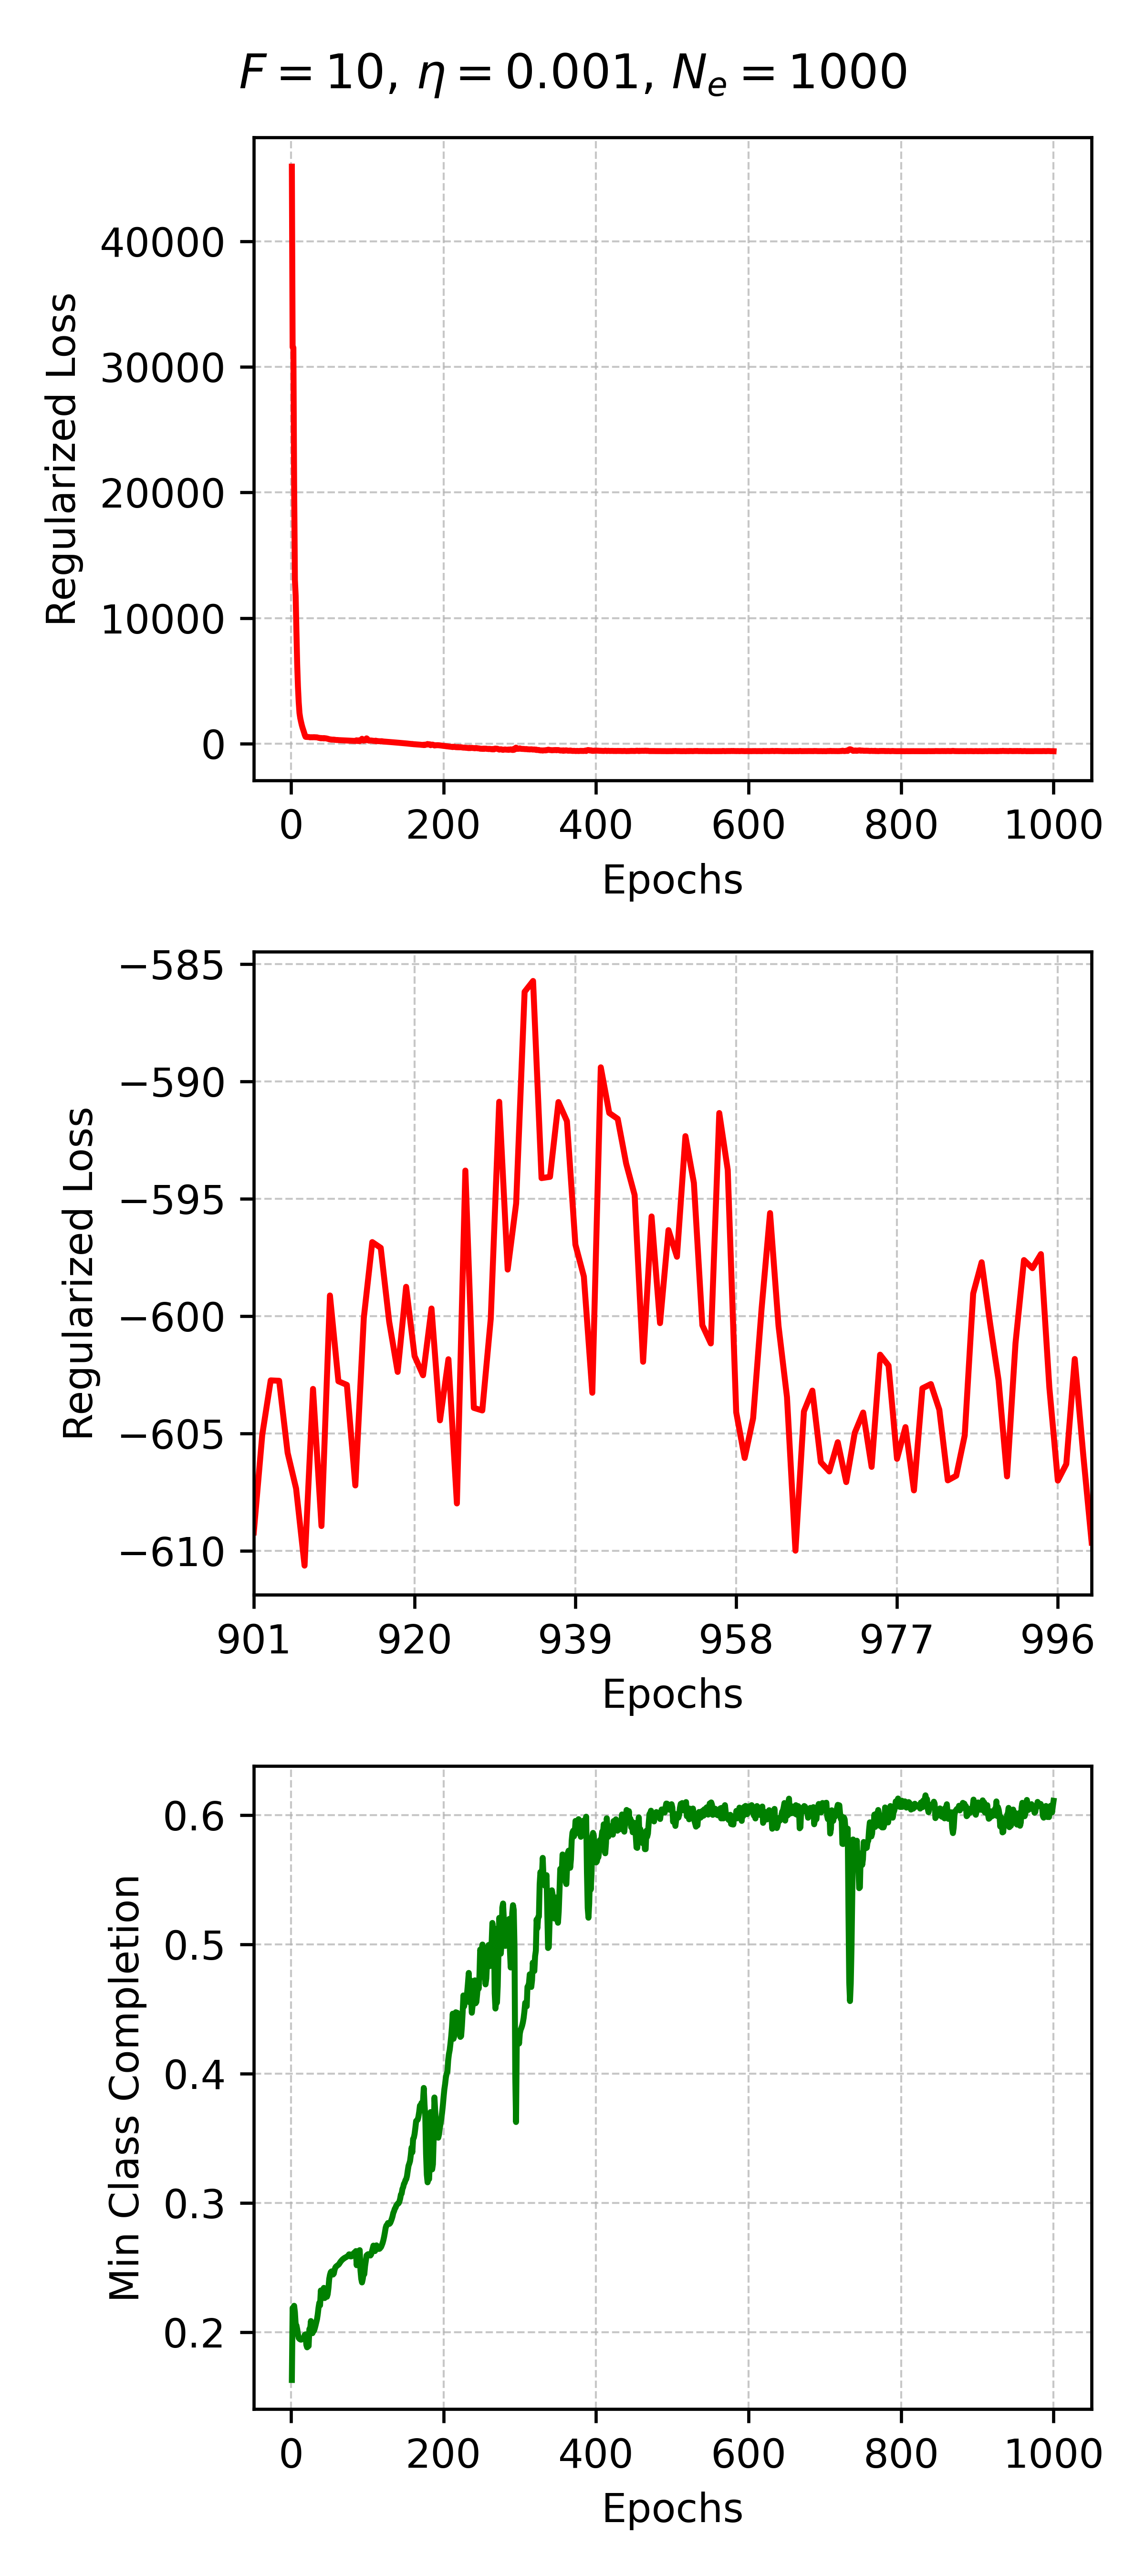 F = 10, η = 0.001, Nₑ = 1000
Regularized Loss
40000
30000
20000
10000
0
0 200 400 600 800 1000
Epochs
Regularized Loss
−585
−590
−595
−600
−605
−610
901 920 939 958 977 996
Epochs
Min Class Completion
0.6
0.5
0.4
0.3
0.2
0 200 400 600 800 1000
Epochs